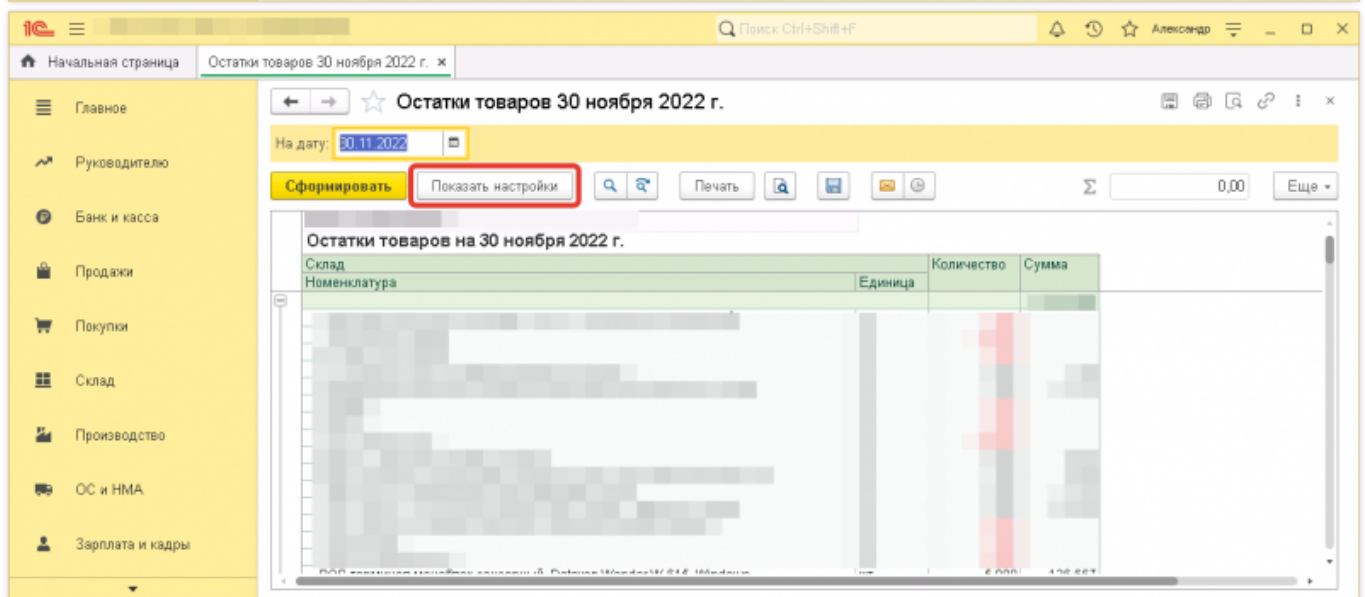 1С Поиск Ctrl+Shift+F Александр
Начальная страница Остатки товаров 30 ноября 2022 г.
Главное
Руководителю
Банк и касса
Продажи
Покупки
Склад
Производство
ОС и НМА
Зарплата и кадры
Остатки товаров 30 ноября 2022 г.
На дату: 30.11.2022
Сформировать Показать настройки Печать Σ 0,00 Еще
Остатки товаров на 30 ноября 2022 г.
Склад Количество Сумма
Номенклатура Единица